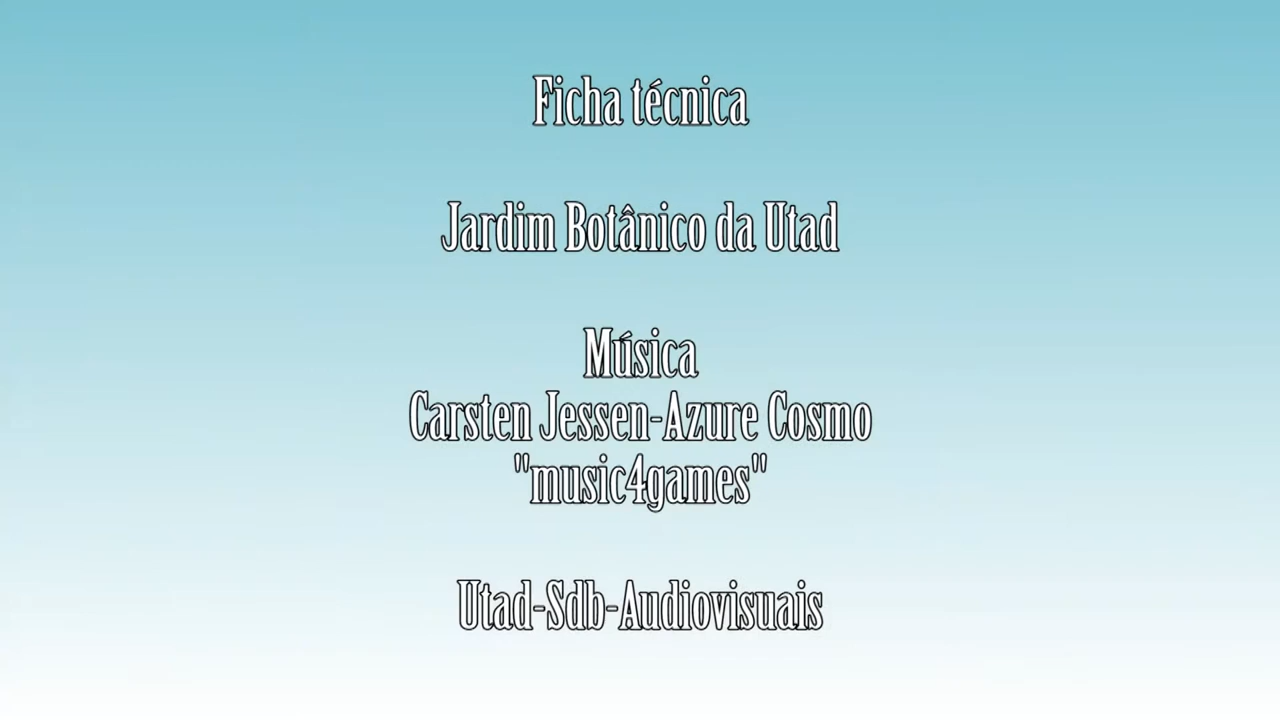 Ficha técnica
Jardim Botânico da Utad
Música
Carsten Jessen-Azure Cosmo
"music4games"
Utad-Sdb-Audiovisuais